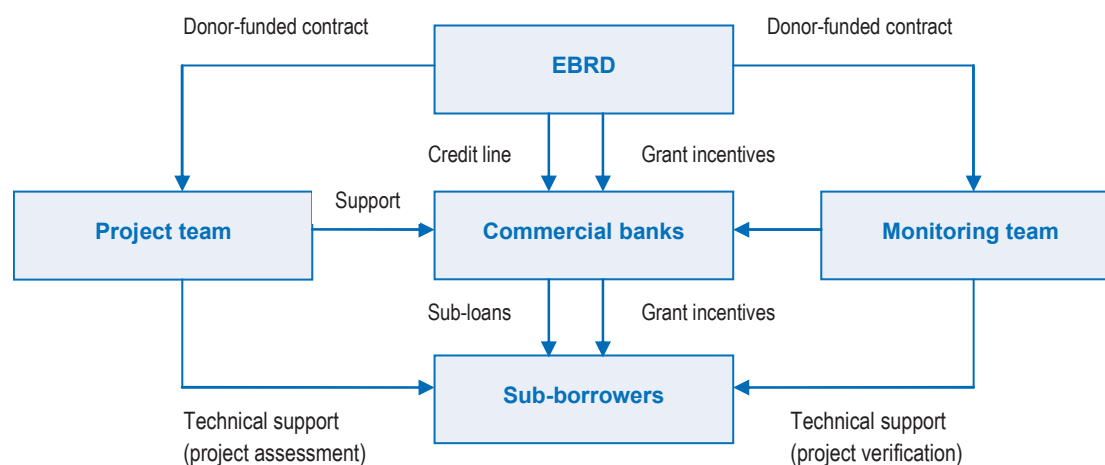 Donor-funded contract
Donor-funded contract
EBRD
Credit line
Grant incentives
Support
Project team
Commercial banks
Monitoring team
Sub-loans
Grant incentives
Sub-borrowers
Technical support
(project assessment)
Technical support
(project verification)